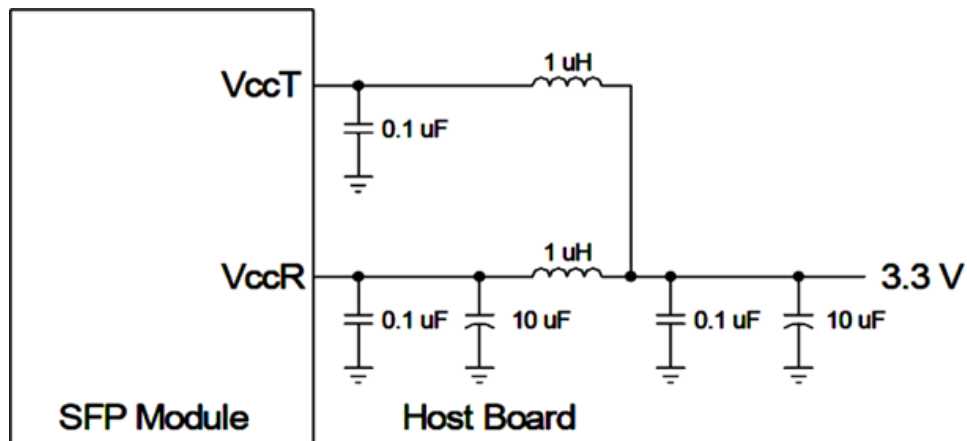 1 uH
VccT
0.1 uF
1 uH
VccR
3.3 V
0.1 uF
10 uF
0.1 uF
10 uF
SFP Module
Host Board